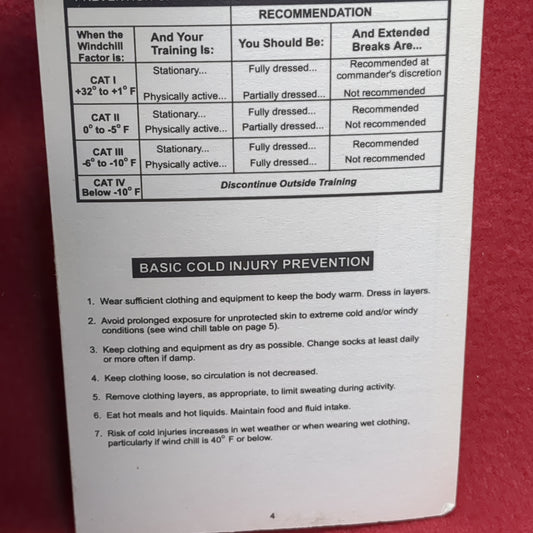 RECOMMENDATION
When the Windchill Factor is: And Your Training Is: You Should Be: And Extended Breaks Are...
CAT I +32° to +1° F
Stationary... Fully dressed... Recommended at commander's discretion
Physically active... Partially dressed... Not recommended
CAT II 0° to -5° F
Stationary... Fully dressed... Recommended
Physically active... Partially dressed... Not recommended
CAT III -6° to -10° F
Stationary... Fully dressed... Recommended
Physically active... Fully dressed... Not recommended
CAT IV Below -10° F
Discontinue Outside Training
BASIC COLD INJURY PREVENTION
1. Wear sufficient clothing and equipment to keep the body warm. Dress in layers.
2. Avoid prolonged exposure for unprotected skin to extreme cold and/or windy
conditions (see wind chill table on page 5).
3. Keep clothing and equipment as dry as possible. Change socks at least daily
or more often if damp.
4. Keep clothing loose, so circulation is not decreased.
5. Remove clothing layers, as appropriate, to limit sweating during activity.
6. Eat hot meals and hot liquids. Maintain food and fluid intake.
7. Risk of cold injuries increases in wet weather or when wearing wet clothing,
particularly if wind chill is 40° F or below.
4